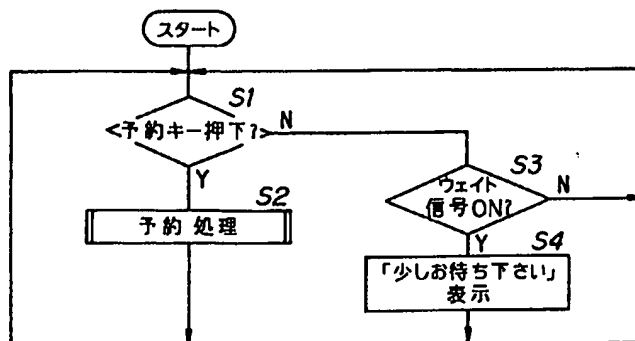 スタート
S1
<予約キー押下?>
N
Y
S2
予約処理
S3
ウェイト
信号ON?
N
Y
S4
「少しお待ち下さい」
表示